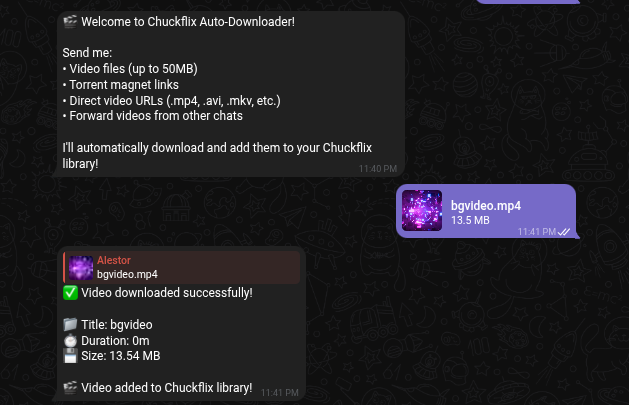 🎬 Welcome to Chuckflix Auto-Downloader!
Send me:
• Video files (up to 50MB)
• Torrent magnet links
• Direct video URLs (.mp4, .avi, .mkv, etc.)
• Forward videos from other chats
I'll automatically download and add them to your Chuckflix
library!
11:40 PM
bgvideo.mp4
13.5 MB
11:41 PM
Alestor
bgvideo.mp4
✅ Video downloaded successfully!
📁 Title: bgvideo
⏱️ Duration: 0m
💾 Size: 13.54 MB
🎬 Video added to Chuckflix library!
11:41 PM